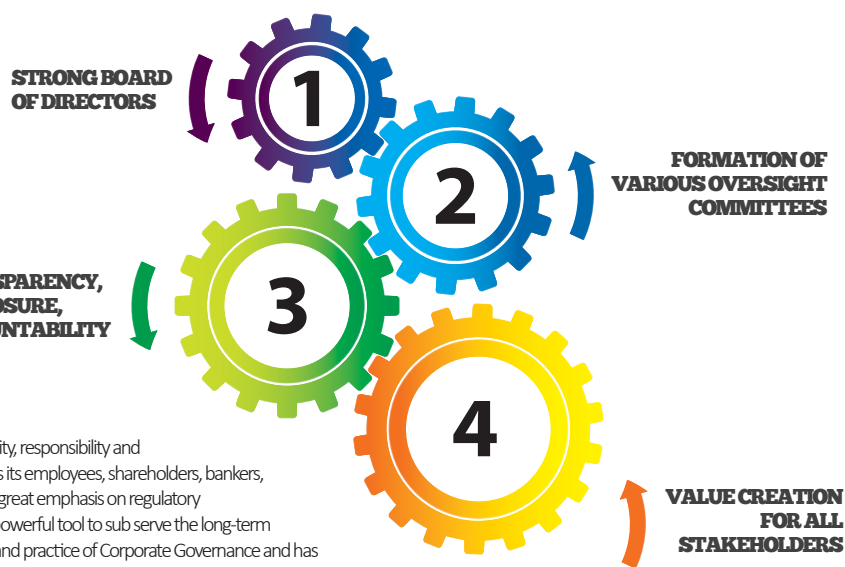 1
STRONG BOARD
OF DIRECTORS
2
FORMATION OF
VARIOUS OVERSIGHT
COMMITTEES
3
SPARENCY,
OSURE,
UNTABILITY
4
ity, responsibility and
s its employees, shareholders, bankers,
great emphasis on regulatory
powerful tool to sub serve the long-term
and practice of Corporate Governance and has
VALUE CREATION
FOR ALL
STAKEHOLDERS